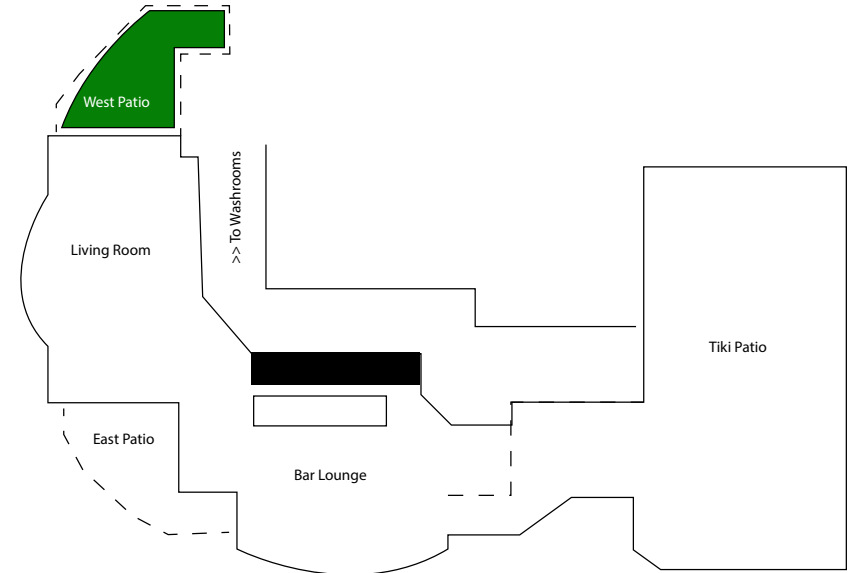 West Patio
>> To Washrooms
Living Room
Tiki Patio
East Patio
Bar Lounge